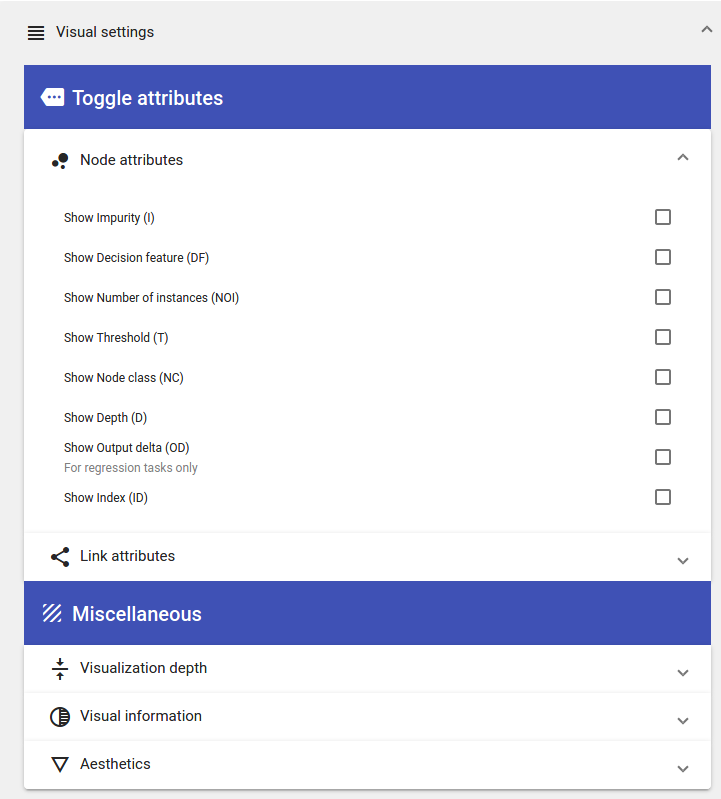 Visual settings
Toggle attributes
Node attributes
Show Impurity (I)
Show Decision feature (DF)
Show Number of instances (NOI)
Show Threshold (T)
Show Node class (NC)
Show Depth (D)
Show Output delta (OD)
For regression tasks only
Show Index (ID)
Link attributes
Miscellaneous
Visualization depth
Visual information
Aesthetics